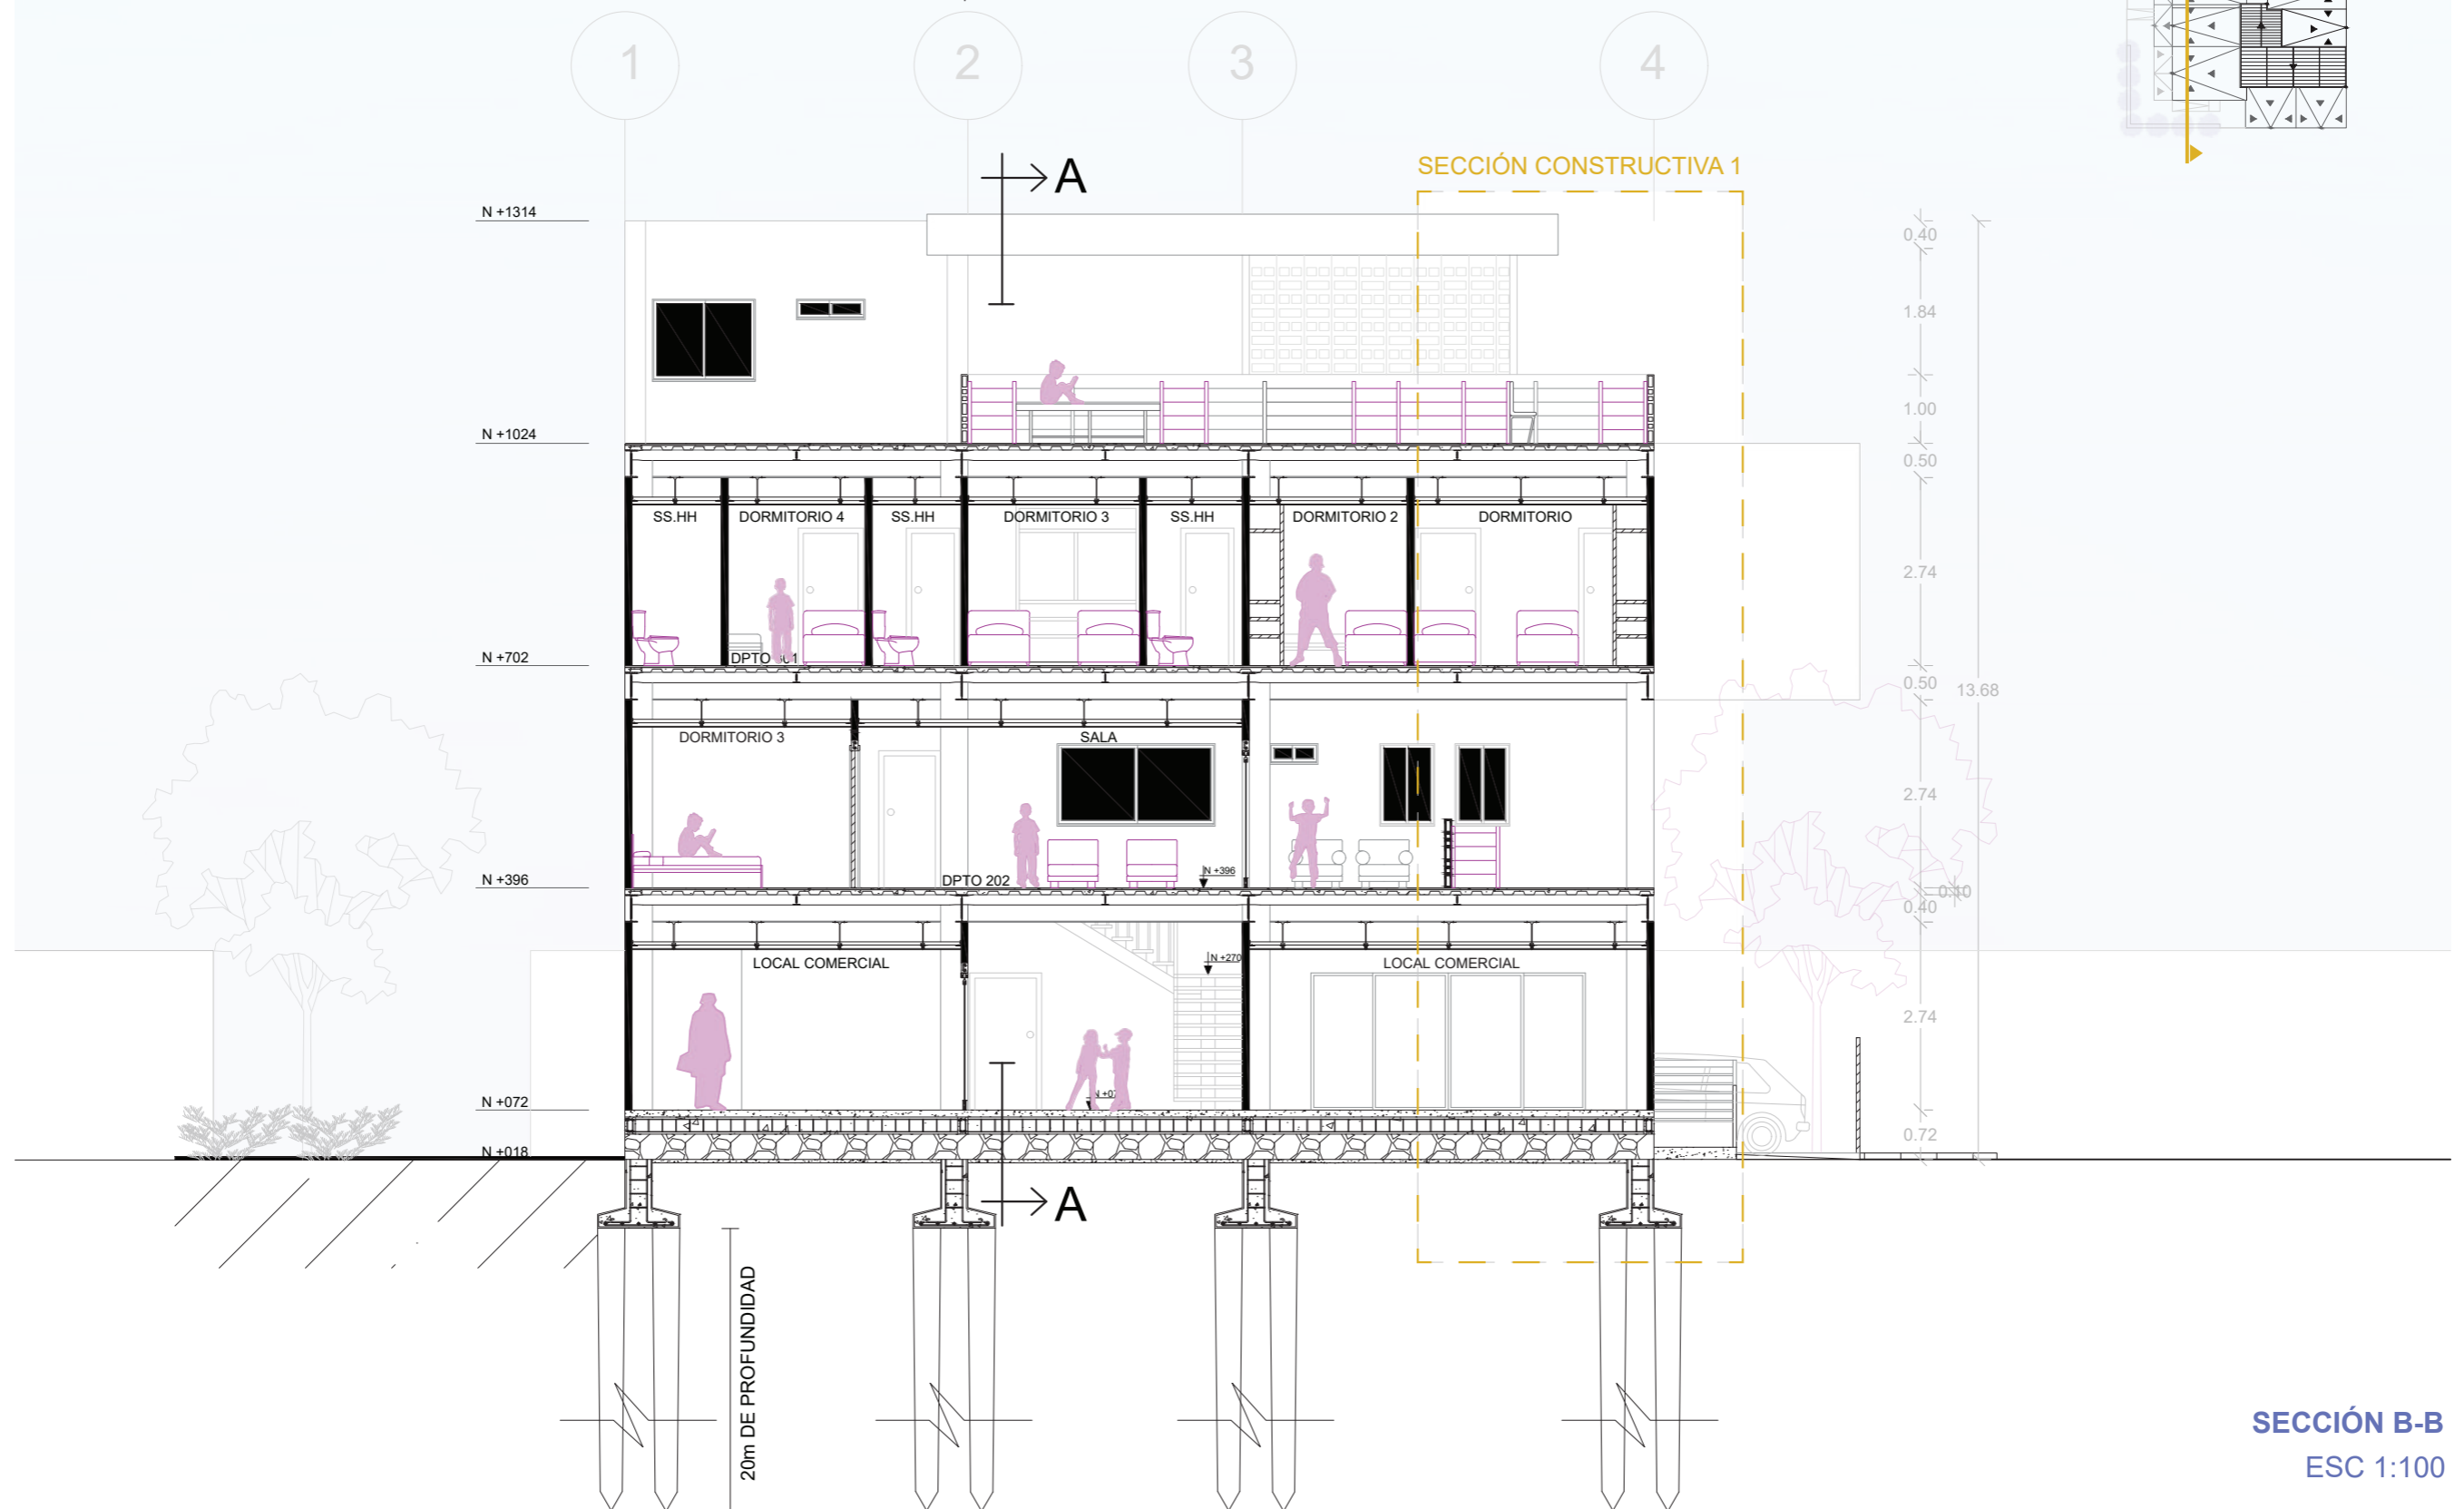 1
2
3
4
A
SECCIÓN CONSTRUCTIVA 1
N +1314
0.40
1.84
1.00
N +1024
0.50
SS.HH
DORMITORIO 4
SS.HH
DORMITORIO 3
SS.HH
DORMITORIO 2
DORMITORIO
2.74
N +702
DPTO
0.50
13.68
DORMITORIO 3
SALA
2.74
N +396
DPTO 202
N +396
0.10
0.40
LOCAL COMERCIAL
N +270
LOCAL COMERCIAL
2.74
N +072
0.72
N +018
A
20m DE PROFUNDIDAD
SECCIÓN B-B
ESC 1:100